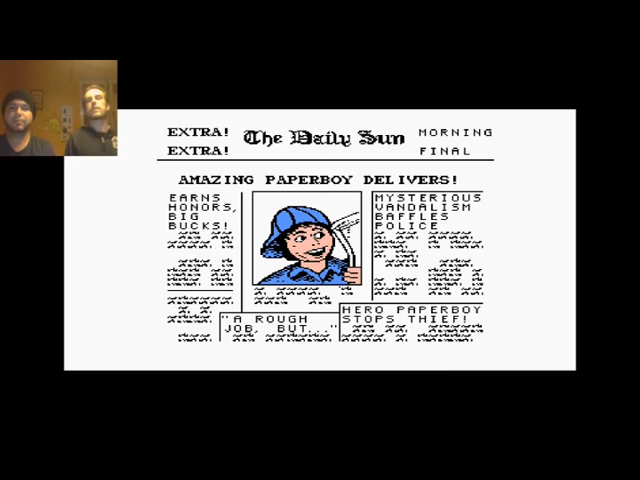 EXTRA!
EXTRA!
The Daily Sun
MORNING
FINAL
AMAZING PAPERBOY DELIVERS!
EARNS
HONORS,
BIG
BUCKS!
MYSTERIOUS
VANDALISM
BAFFLES
POLICE
"A ROUGH
JOB, BUT..."
HERO PAPERBOY
STOPS THIEF!